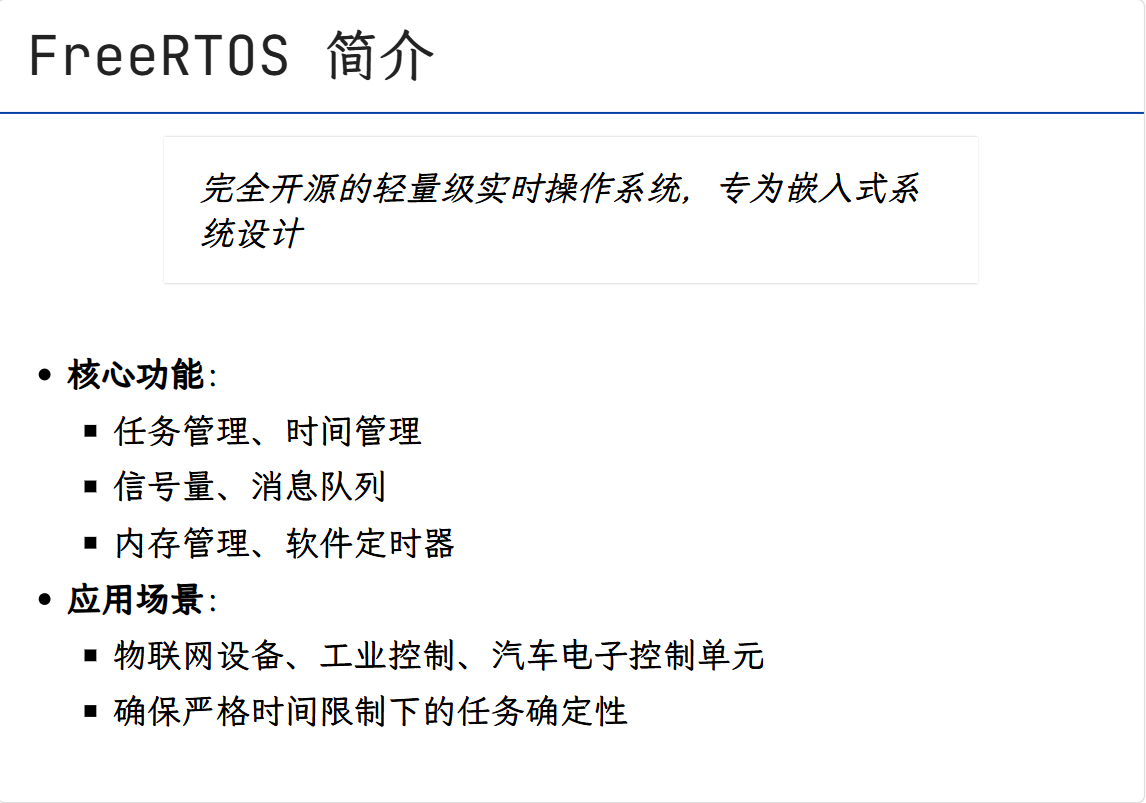 FreeRTOS 简介
完全开源的轻量级实时操作系统，专为嵌入式系
统设计
• 核心功能：
▪ 任务管理、时间管理
▪ 信号量、消息队列
▪ 内存管理、软件定时器
• 应用场景：
▪ 物联网设备、工业控制、汽车电子控制单元
▪ 确保严格时间限制下的任务确定性